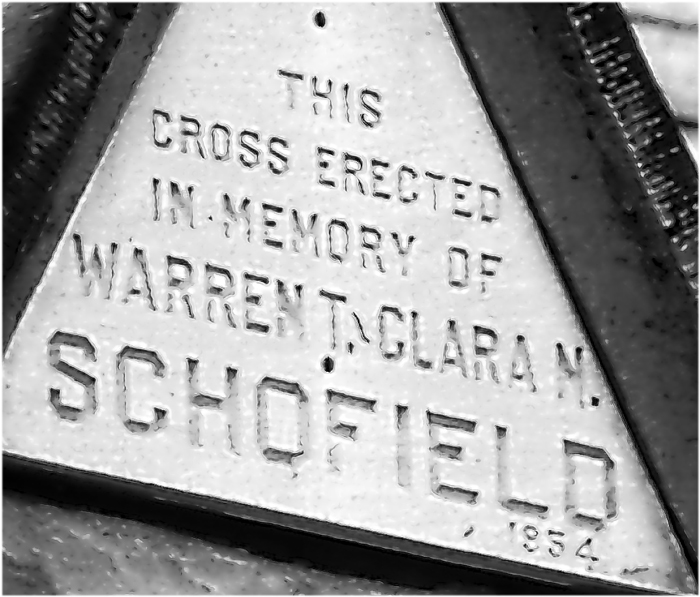 THIS
CROSS ERECTED
IN MEMORY OF
WARREN T. CLARA M.
SCHOFIELD
1954